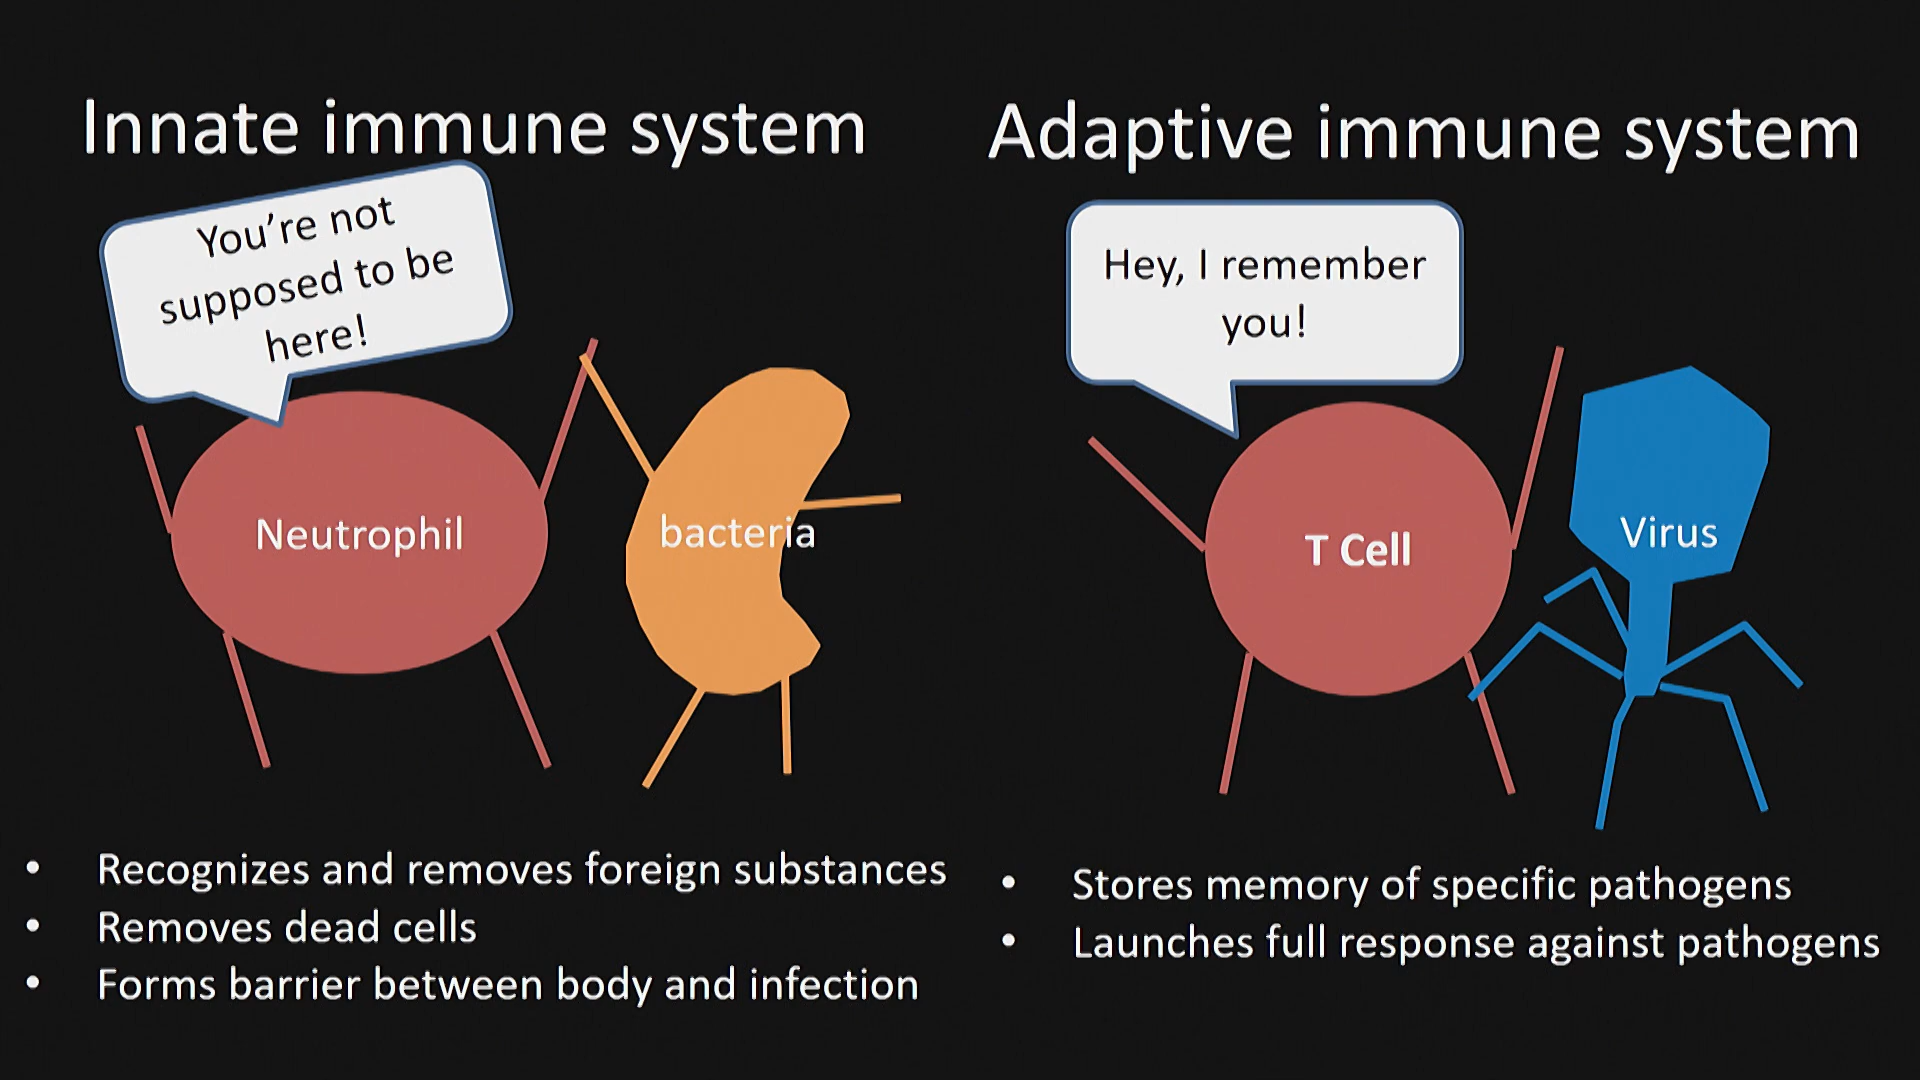 Innate immune system
You’re not
supposed to be
here!
Neutrophil
bacteria
• Recognizes and removes foreign substances
• Removes dead cells
• Forms barrier between body and infection
Adaptive immune system
Hey, I remember
you!
T Cell
Virus
• Stores memory of specific pathogens
• Launches full response against pathogens